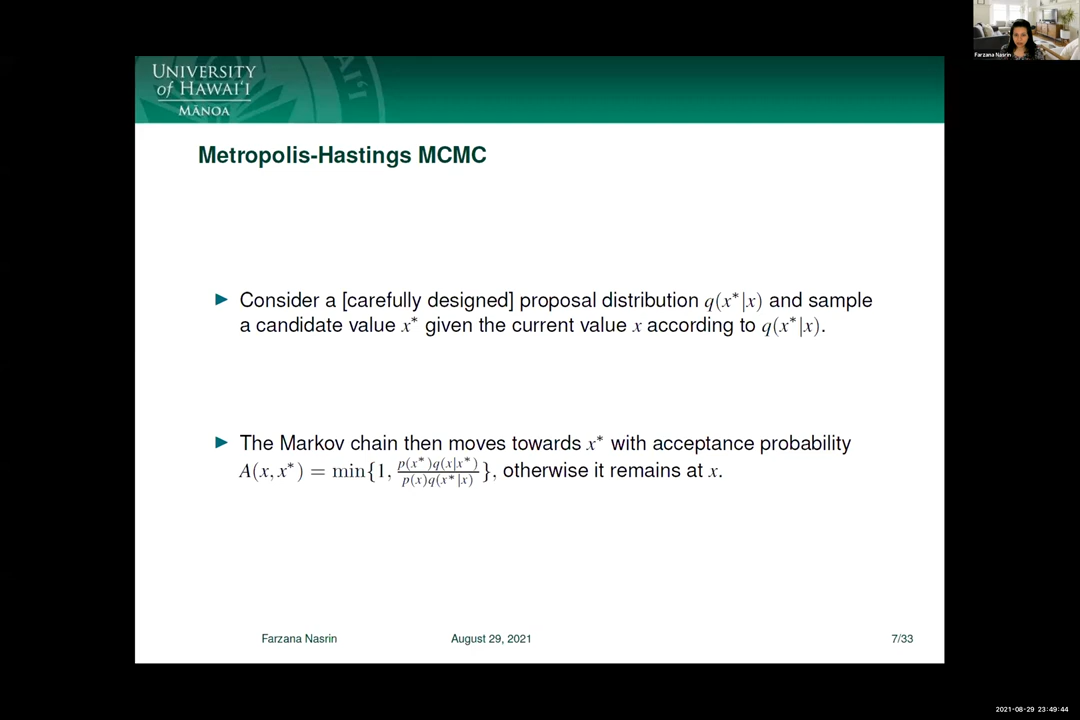 UNIVERSITY
of HAWAI‘I
MĀNOA
Farzana Nasrin
Metropolis-Hastings MCMC
► Consider a [carefully designed] proposal distribution q(x*|x) and sample
a candidate value x* given the current value x according to q(x*|x).
► The Markov chain then moves towards x* with acceptance probability
A(x, x*) = min{1, p(x*)q(x|x*) / p(x)q(x*|x)}, otherwise it remains at x.
Farzana Nasrin August 29, 2021 7/33
2021-08-29 23:49:44